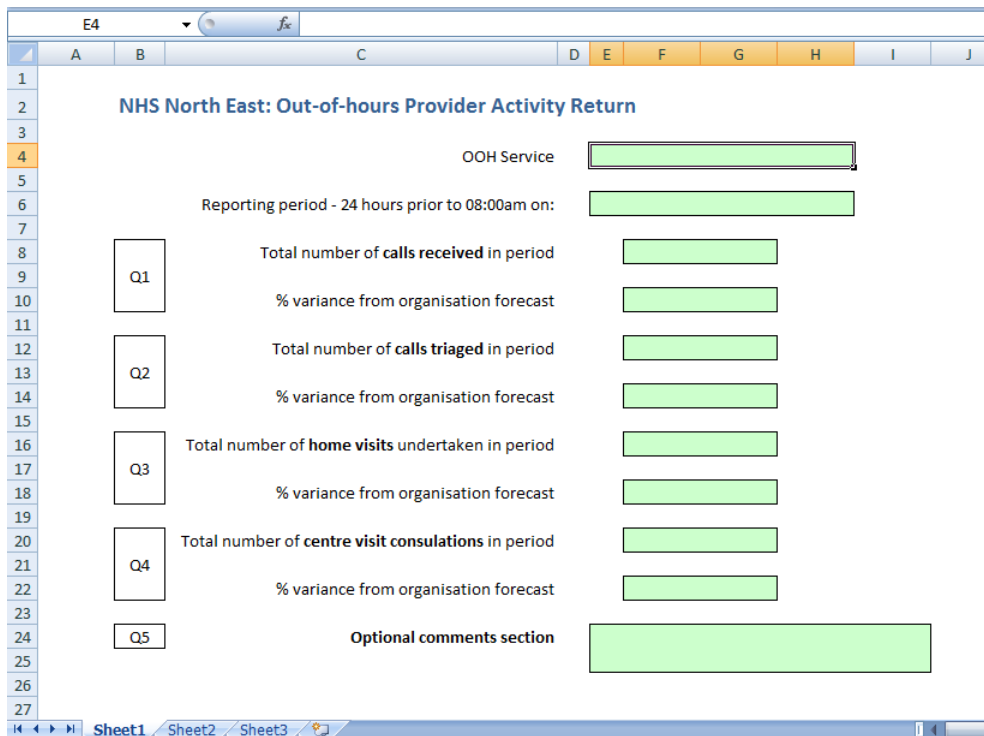 E4 fx
A B C D E F G H I J
1
2 NHS North East: Out-of-hours Provider Activity Return
3
4 OOH Service
5
6 Reporting period - 24 hours prior to 08:00am on:
7
8 Total number of calls received in period
9 Q1
10 % variance from organisation forecast
11
12 Total number of calls triaged in period
13 Q2
14 % variance from organisation forecast
15
16 Total number of home visits undertaken in period
17 Q3
18 % variance from organisation forecast
19
20 Total number of centre visit consulations in period
21 Q4
22 % variance from organisation forecast
23
24 Q5 Optional comments section
25
26
27
Sheet1 Sheet2 Sheet3